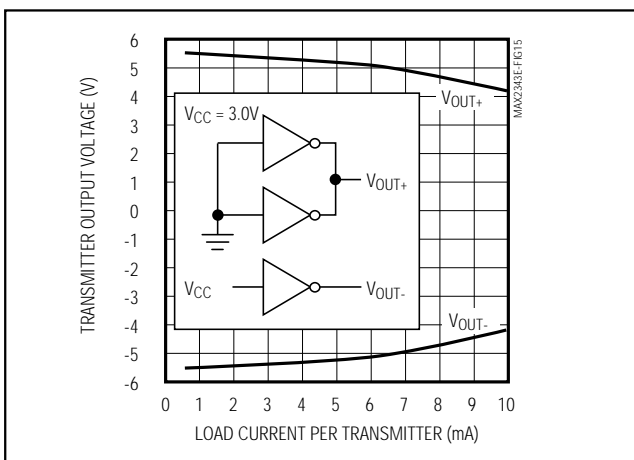 TRANSMITTER OUTPUT VOLTAGE (V)
6
5
4
3
2
1
0
-1
-2
-3
-4
-5
-6
VCC = 3.0V
VOUT+
VCC
VOUT-
VOUT+
VOUT-
MAX2343E-FIG15
0 1 2 3 4 5 6 7 8 9 10
LOAD CURRENT PER TRANSMITTER (mA)